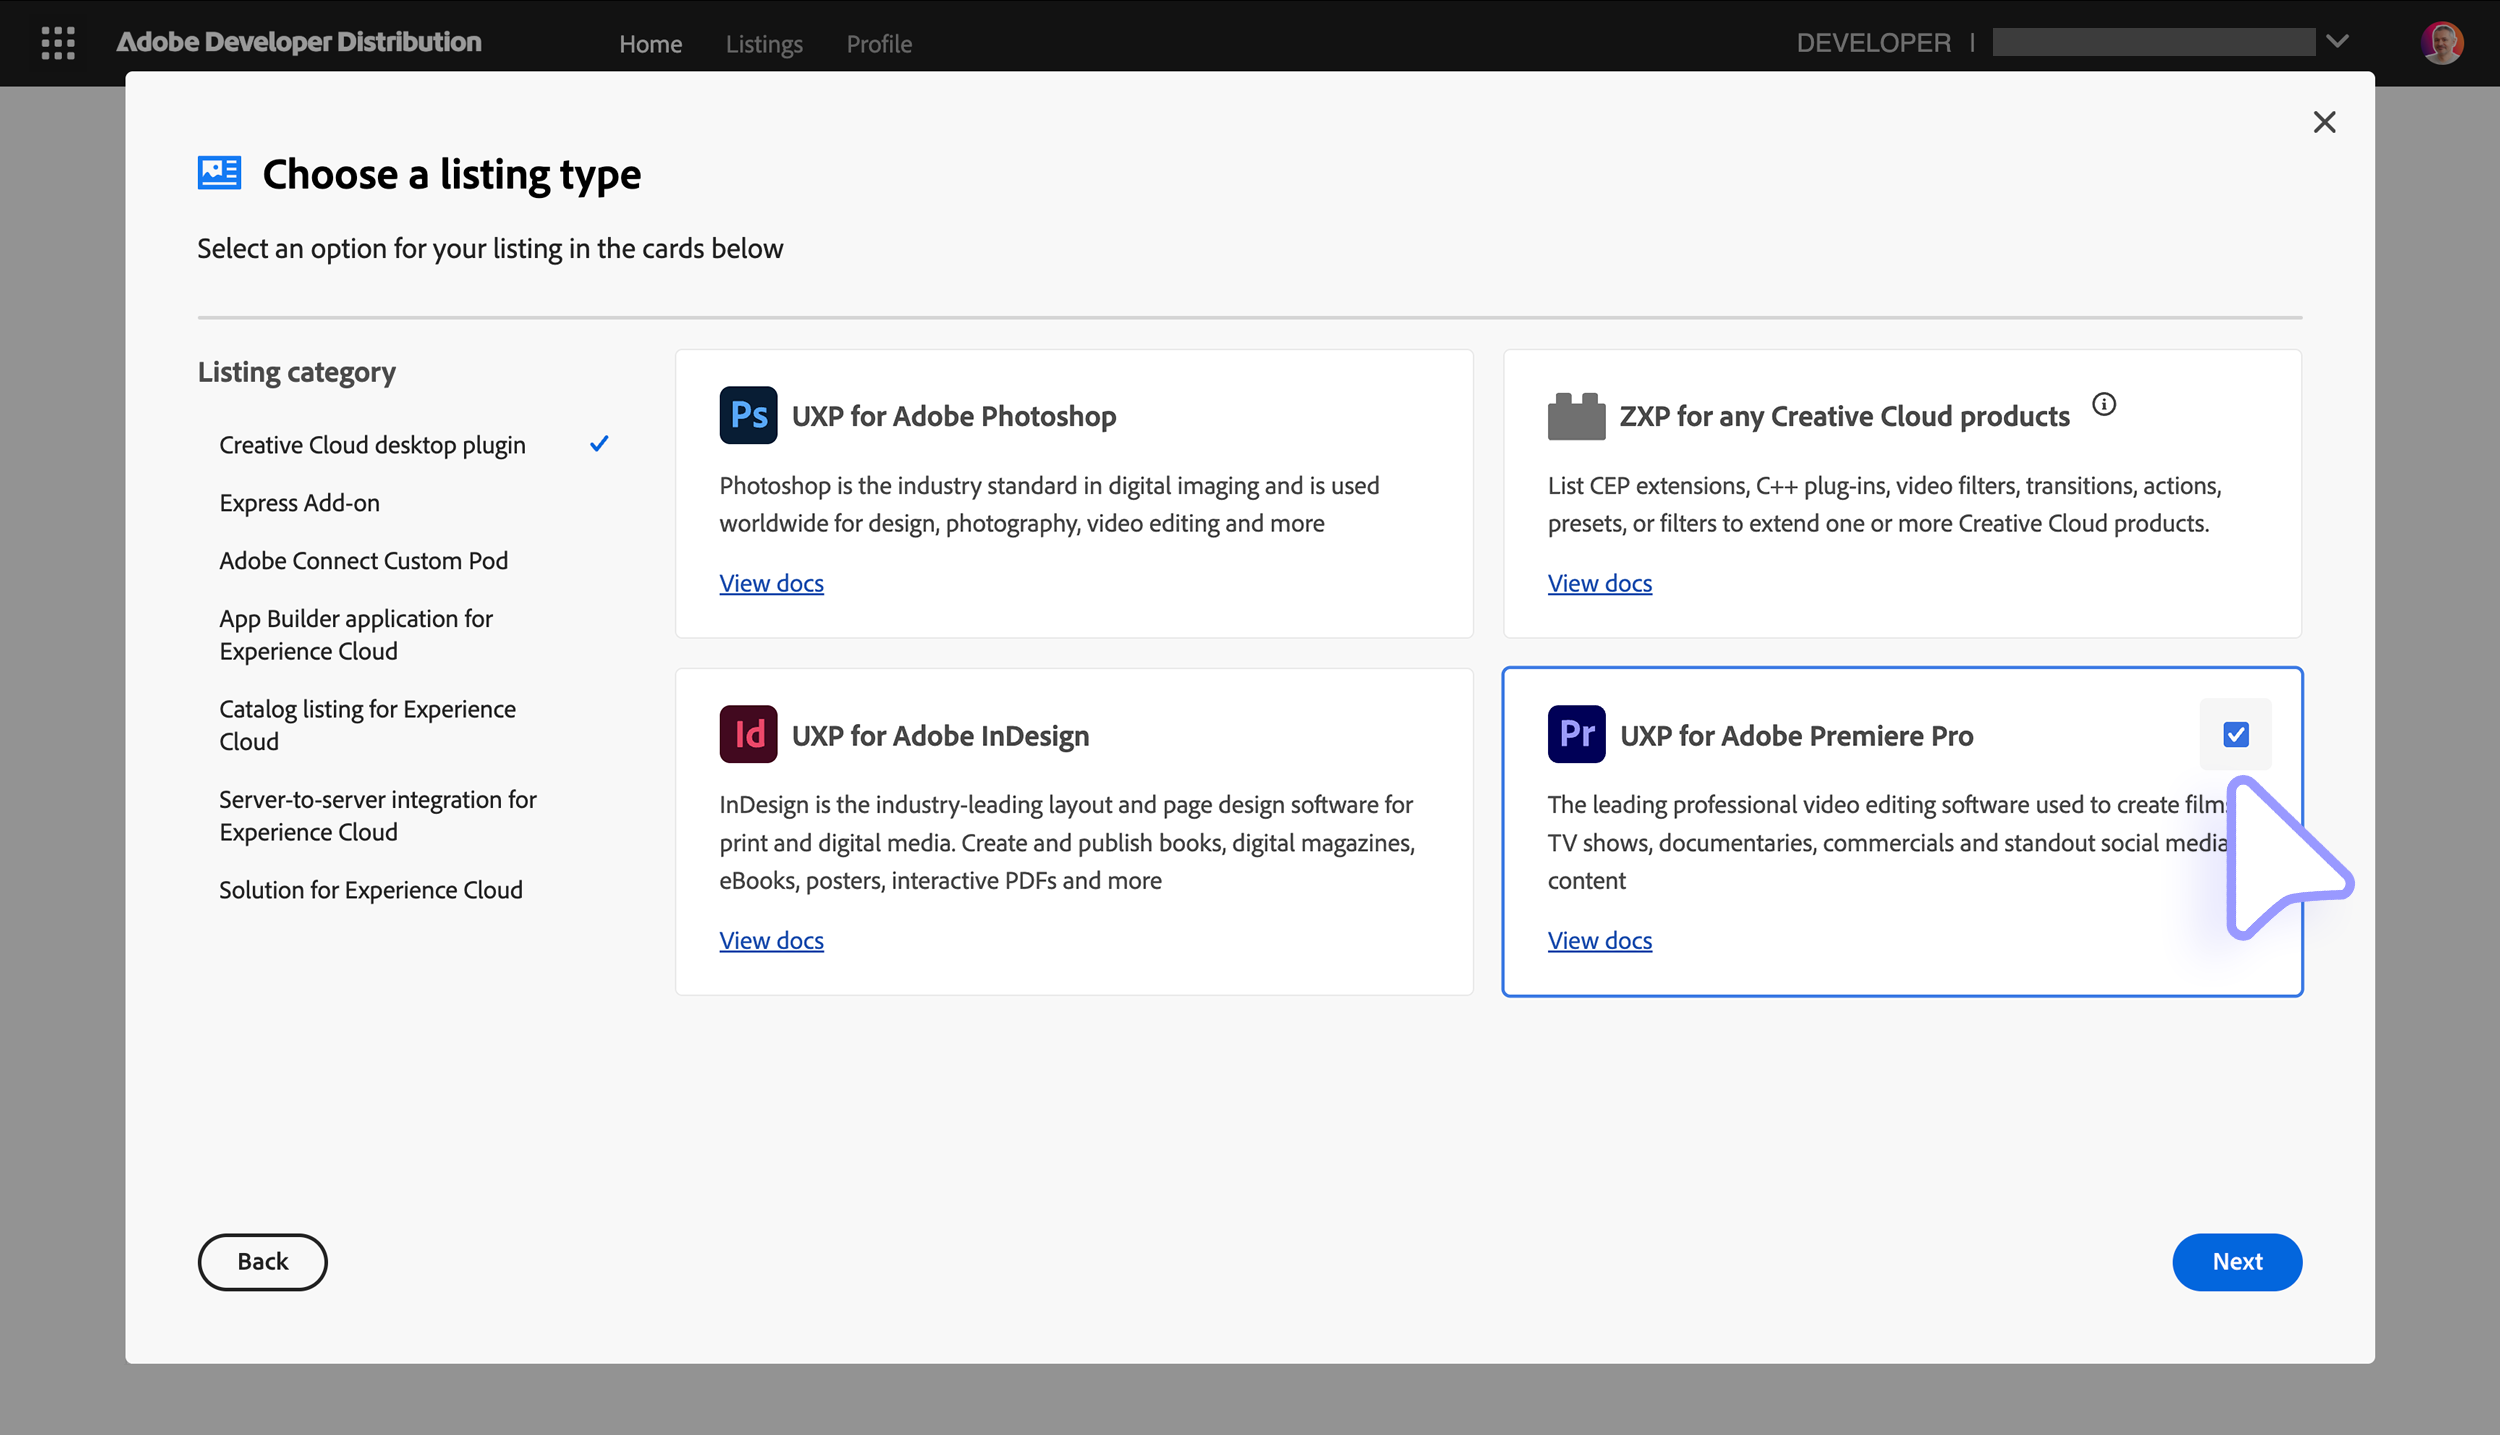 Adobe Developer Distribution
Home
Listings
Profile
DEVELOPER |
Choose a listing type
Select an option for your listing in the cards below
Listing category
Creative Cloud desktop plugin
Express Add-on
Adobe Connect Custom Pod
App Builder application for
Experience Cloud
Catalog listing for Experience
Cloud
Server-to-server integration for
Experience Cloud
Solution for Experience Cloud
Ps
UXP for Adobe Photoshop
Photoshop is the industry standard in digital imaging and is used
worldwide for design, photography, video editing and more
View docs
ZXP for any Creative Cloud products
List CEP extensions, C++ plug-ins, video filters, transitions, actions,
presets, or filters to extend one or more Creative Cloud products.
View docs
Id
UXP for Adobe InDesign
InDesign is the industry-leading layout and page design software for
print and digital media. Create and publish books, digital magazines,
eBooks, posters, interactive PDFs and more
View docs
Pr
UXP for Adobe Premiere Pro
The leading professional video editing software used to create films
TV shows, documentaries, commercials and standout social media
content
View docs
Back
Next